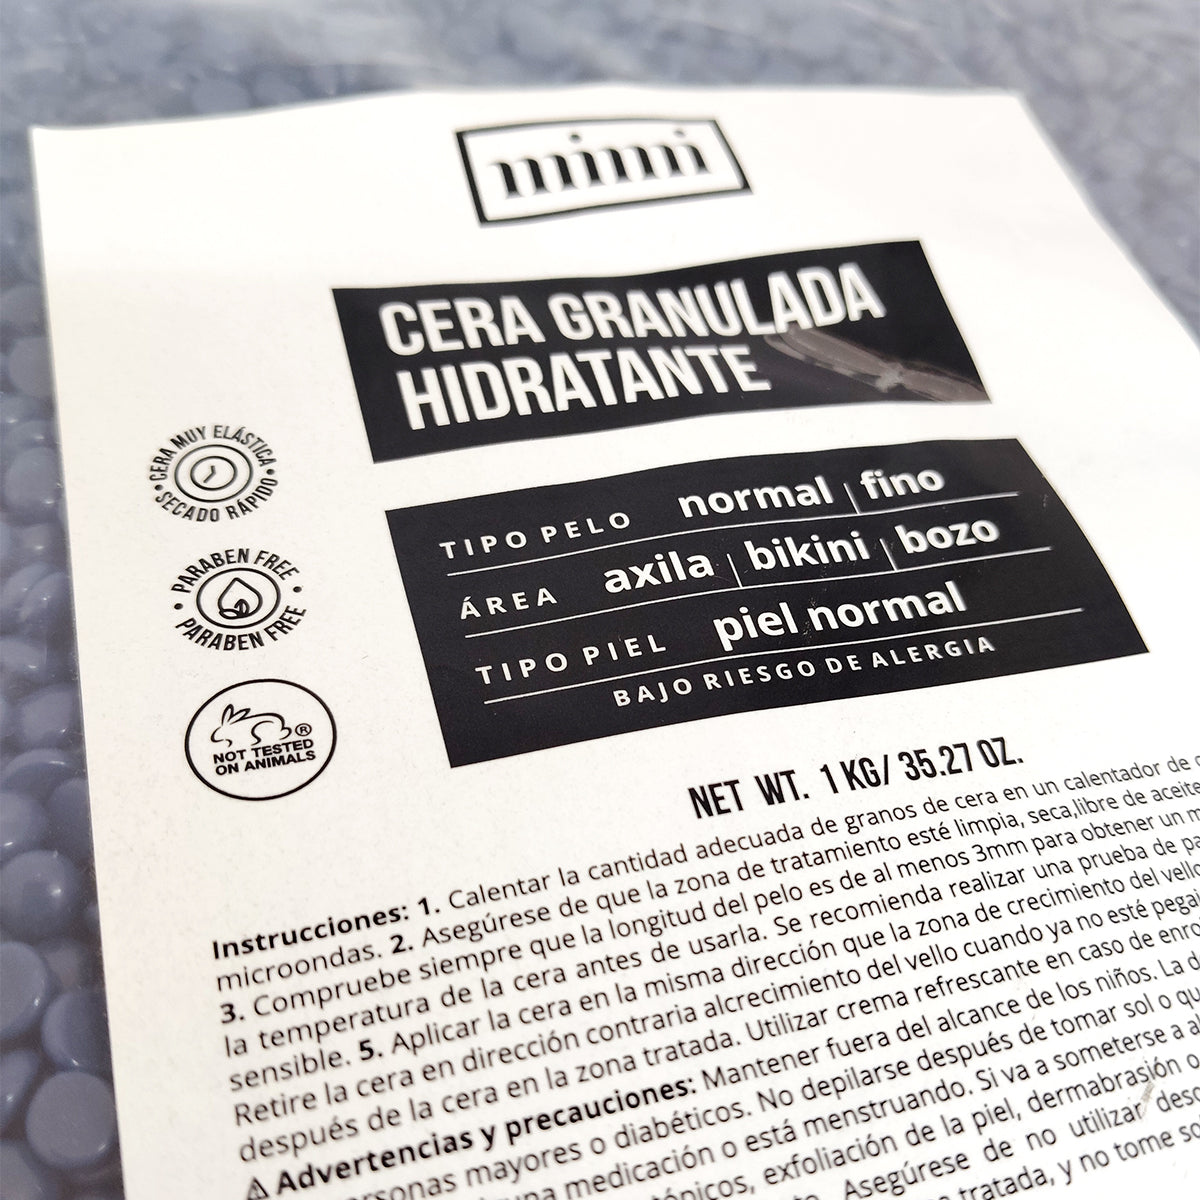 mimi
CERA GRANULADA
HIDRATANTE
CERA MUY ELÁSTICA
SECADO RÁPIDO
PARABEN FREE
PARABEN FREE
®
NOT TESTED
ON ANIMALS
TIPO PELO normal | fino
ÁREA axila | bikini | bozo
TIPO PIEL piel normal
BAJO RIESGO DE ALERGIA
NET WT. 1 KG/ 35.27 OZ.
Instrucciones: 1. Calentar la cantidad adecuada de granos de cera en un calentador de
microondas. 2. Asegúrese de que la zona de tratamiento esté limpia, seca,libre de aceite
3. Compruebe siempre que la longitud del pelo es de al menos 3mm para obtener un
la temperatura de la cera antes de usarla. Se recomienda realizar una prueba de
sensible. 5. Aplicar la cera en la misma dirección que la zona de crecimiento del vello
Retire la cera en dirección contraria alcrecimiento del vello cuando ya no esté
después de la cera en la zona tratada. Utilizar crema refrescante en caso de
⚠ Advertencias y precauciones: Mantener fuera del alcance de los niños. La
personas mayores o diabéticos. No depilarse después de tomar sol o
medicación o está menstruando. Si va a someterse a
exfoliación de la piel, dermabrasión o
Asegúrese de no utilizar
tratada, y no tome